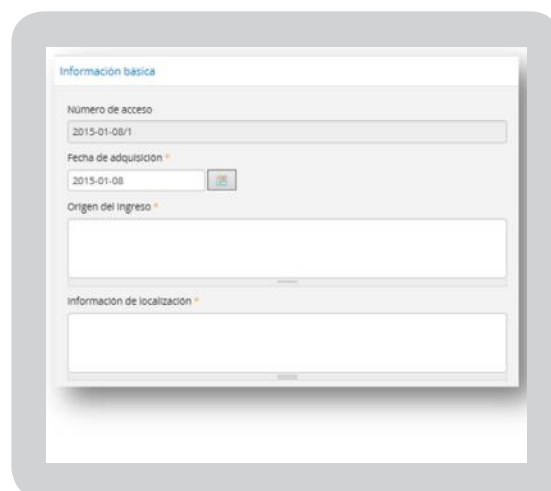 Información básica
Número de acceso
2015-01-08/1
Fecha de adquisición *
2015-01-08
Origen del ingreso *
Información de localización *